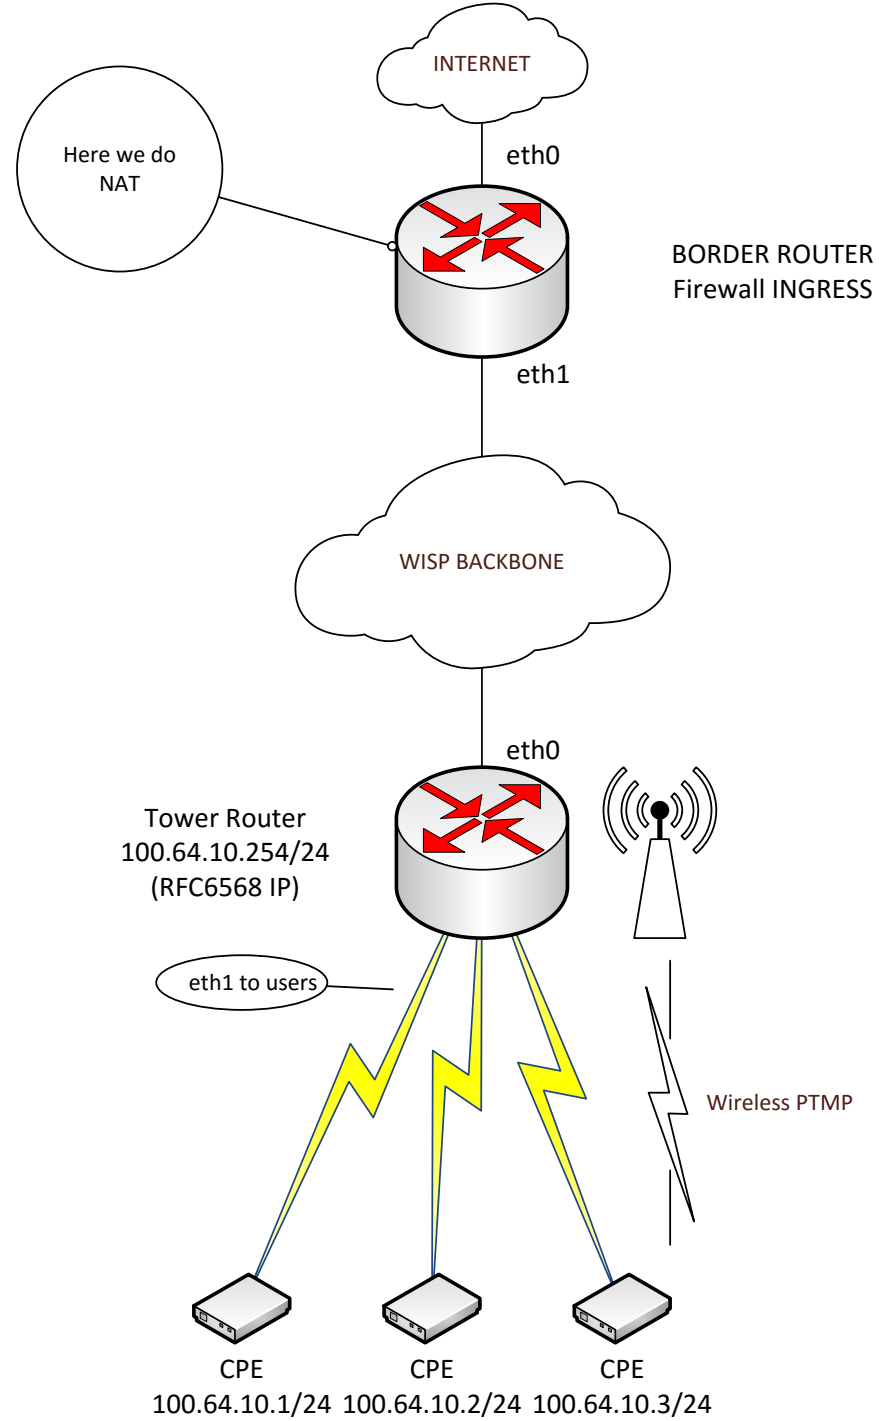 INTERNET
eth0
Here we do
NAT
BORDER ROUTER
Firewall INGRESS
eth1
WISP BACKBONE
eth0
Tower Router
100.64.10.254/24
(RFC6568 IP)
eth1 to users
Wireless PTMP
CPE
100.64.10.1/24
CPE
100.64.10.2/24
CPE
100.64.10.3/24